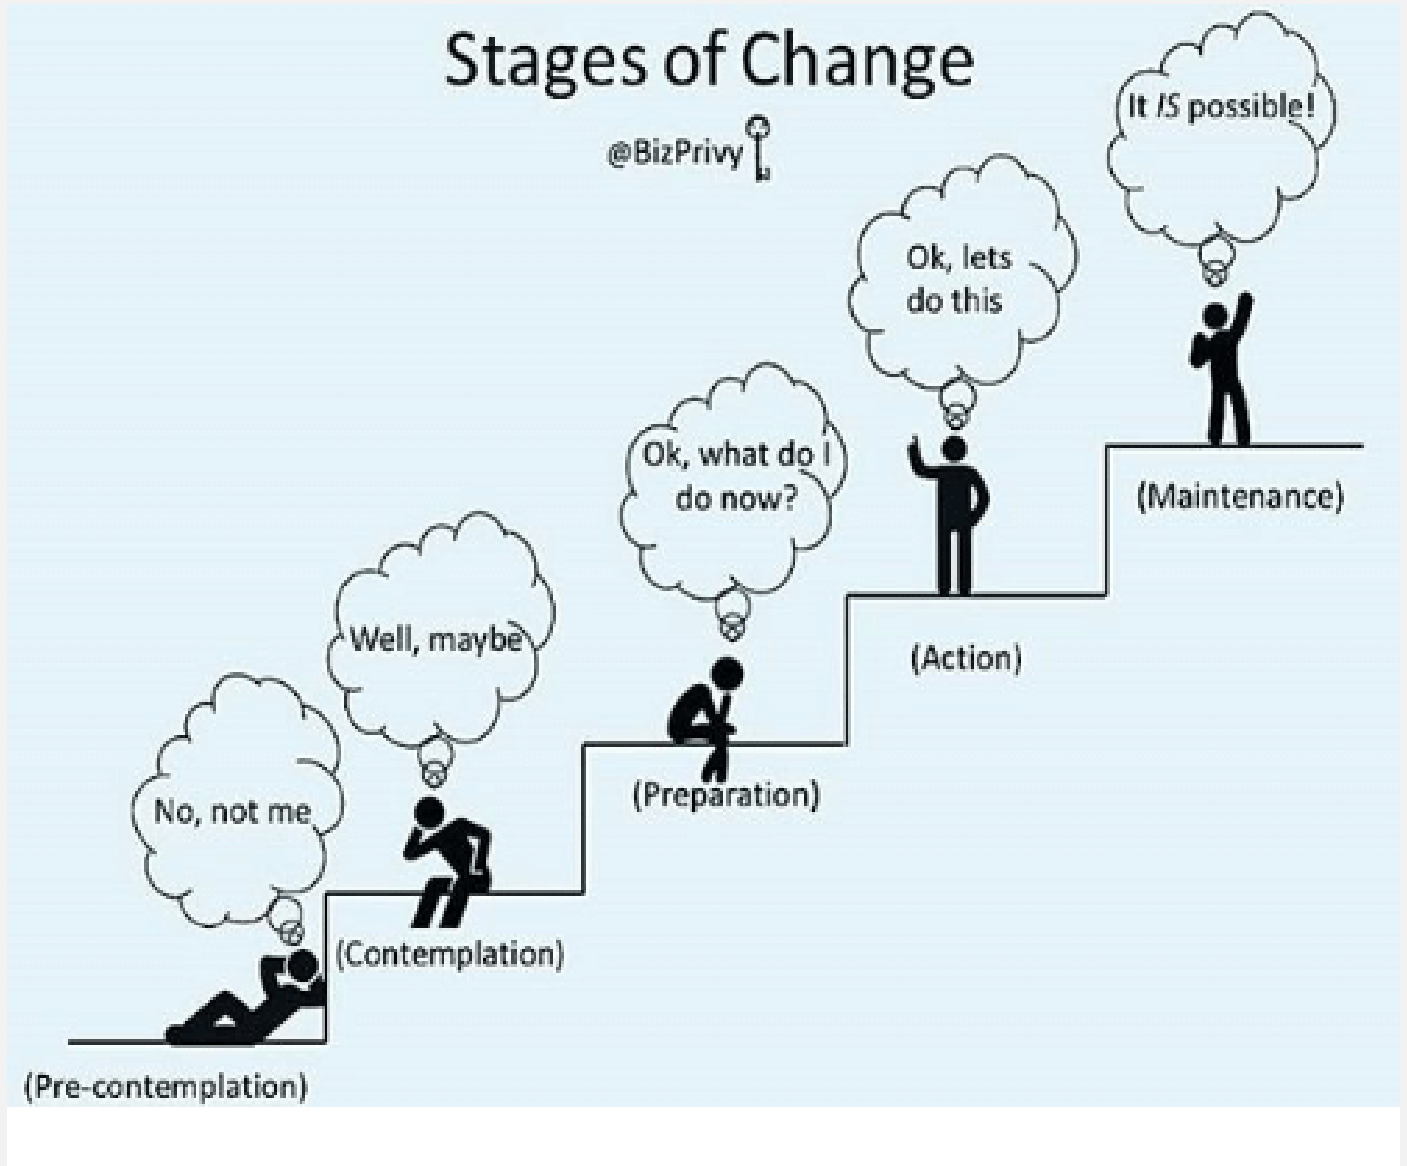 Stages of Change
@BizPrivy
It IS possible!
Ok, lets
do this
Ok, what do I
do now?
Well, maybe
No, not me
(Maintenance)
(Action)
(Preparation)
(Contemplation)
(Pre-contemplation)